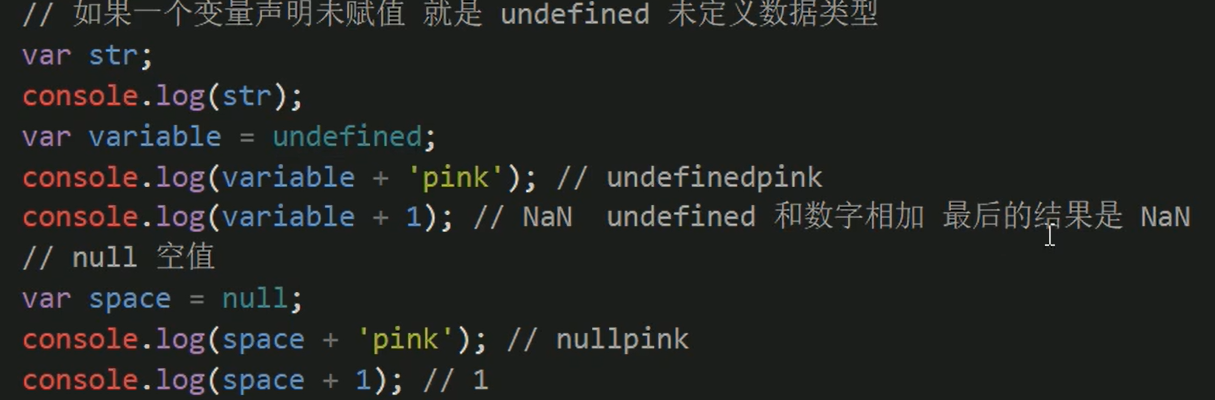 // 如果一个变量声明未赋值 就是 undefined 未定义数据类型
var str;
console.log(str);
var variable = undefined;
console.log(variable + 'pink'); // undefinedpink
console.log(variable + 1); // NaN  undefined 和数字相加 最后的结果是 NaN
// null 空值
var space = null;
console.log(space + 'pink'); // nullpink
console.log(space + 1); // 1